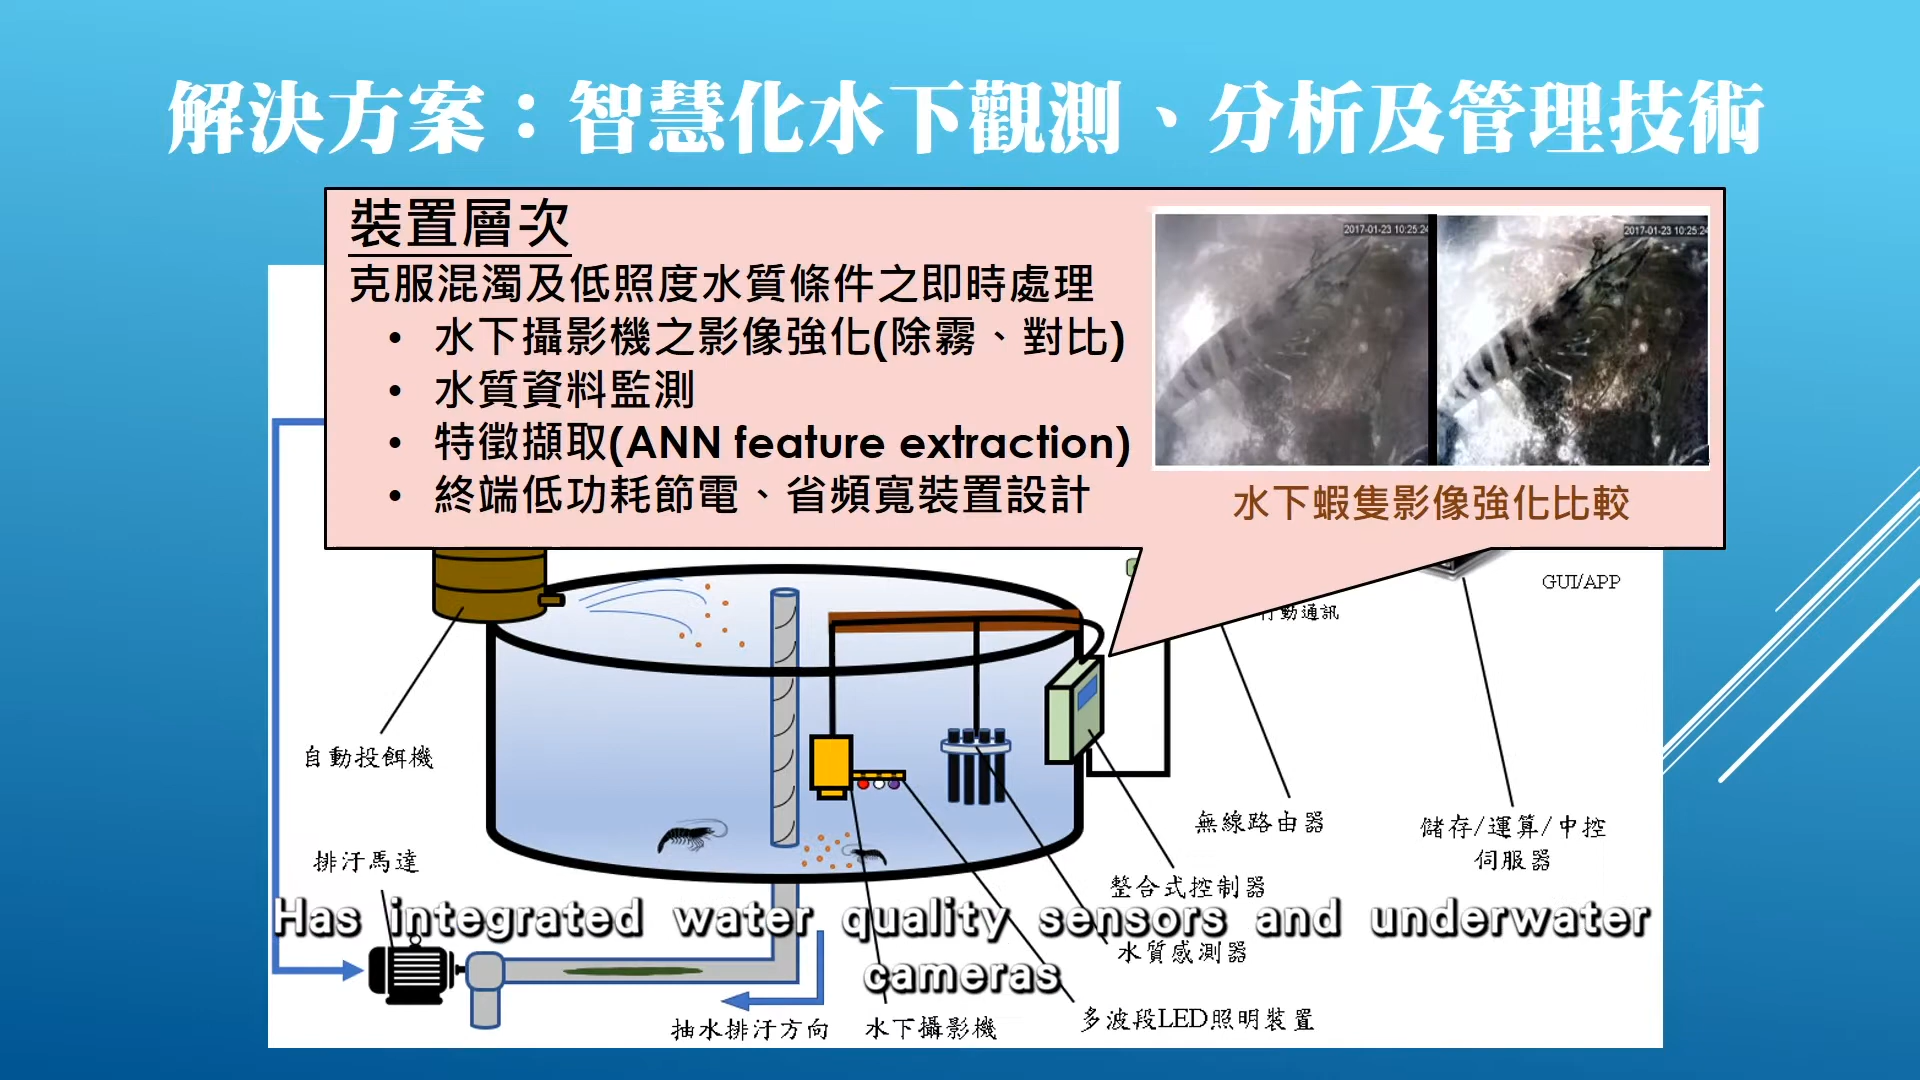 解決方案：智慧化水下觀測、分析及管理技術
裝置層次
克服混濁及低照度水質條件之即時處理
• 水下攝影機之影像強化(除霧、對比)
• 水質資料監測
• 特徵擷取(ANN feature extraction)
• 終端低功耗節電、省頻寬裝置設計
2017-01-23 10:25:24
2017-01-23 10:25:24
水下蝦隻影像強化比較
GUI/APP
行動通訊
自動投餌機
無線路由器
儲存/運算/中控
伺服器
排汙馬達
整合式控制器
Has integrated water quality sensors and underwater
cameras
水質感測器
抽水排汙方向
水下攝影機
多波段LED照明裝置